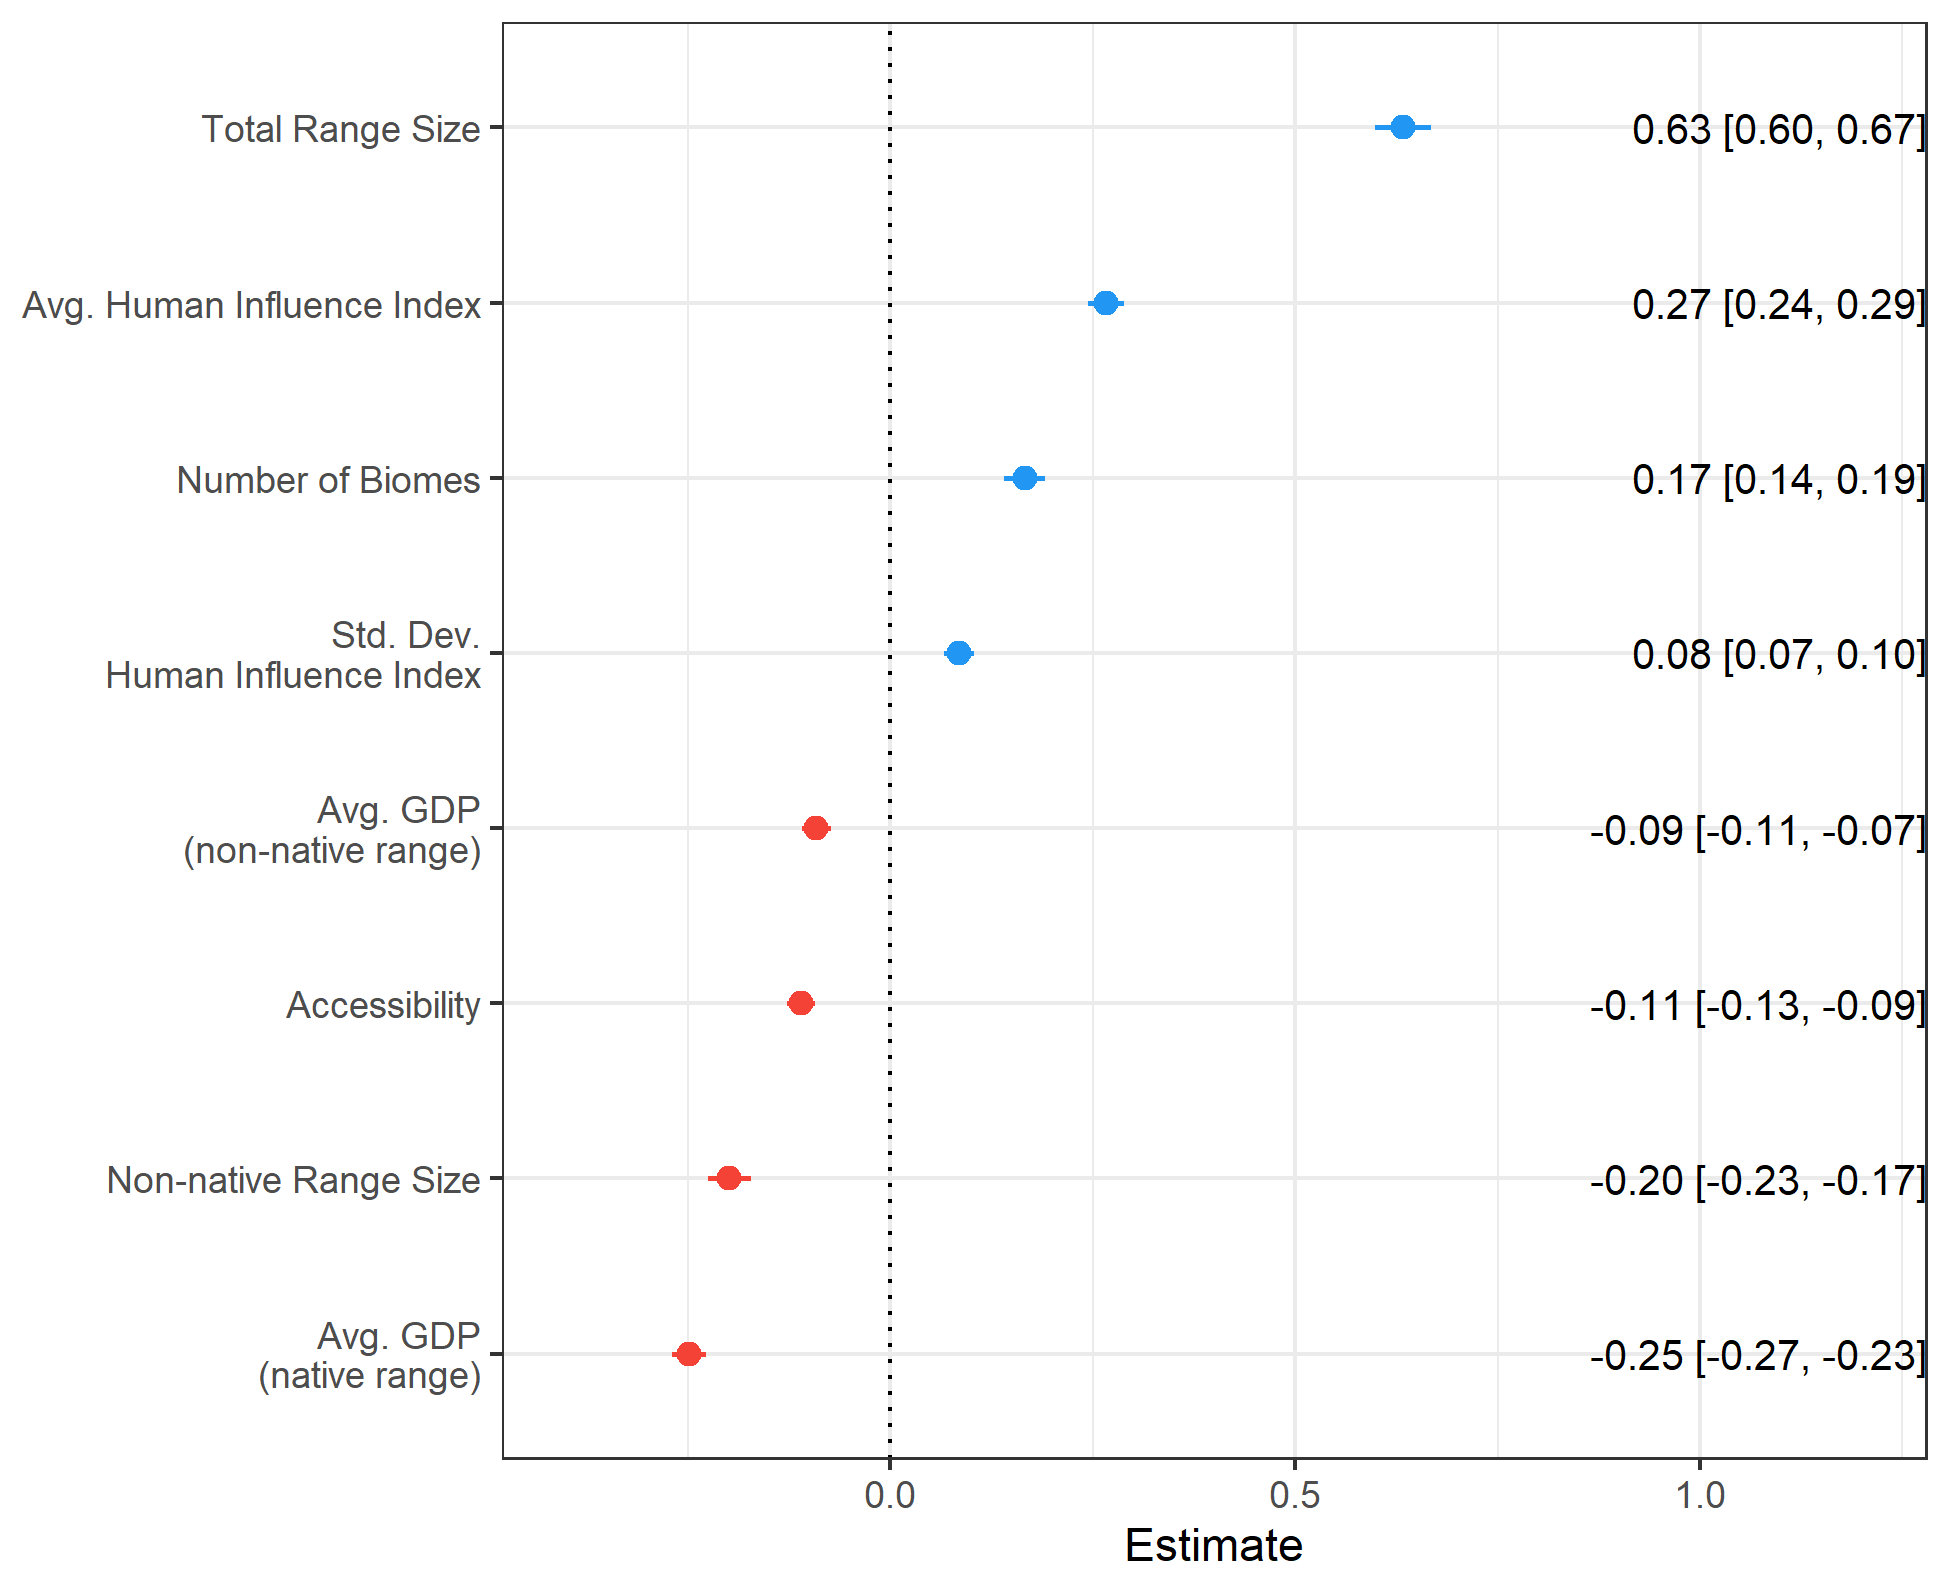 Total Range Size
0.63 [0.60, 0.67]
Avg. Human Influence Index
0.27 [0.24, 0.29]
Number of Biomes
0.17 [0.14, 0.19]
Std. Dev.
Human Influence Index
0.08 [0.07, 0.10]
Avg. GDP
(non-native range)
-0.09 [-0.11, -0.07]
Accessibility
-0.11 [-0.13, -0.09]
Non-native Range Size
-0.20 [-0.23, -0.17]
Avg. GDP
(native range)
-0.25 [-0.27, -0.23]
0.0 0.5 1.0
Estimate